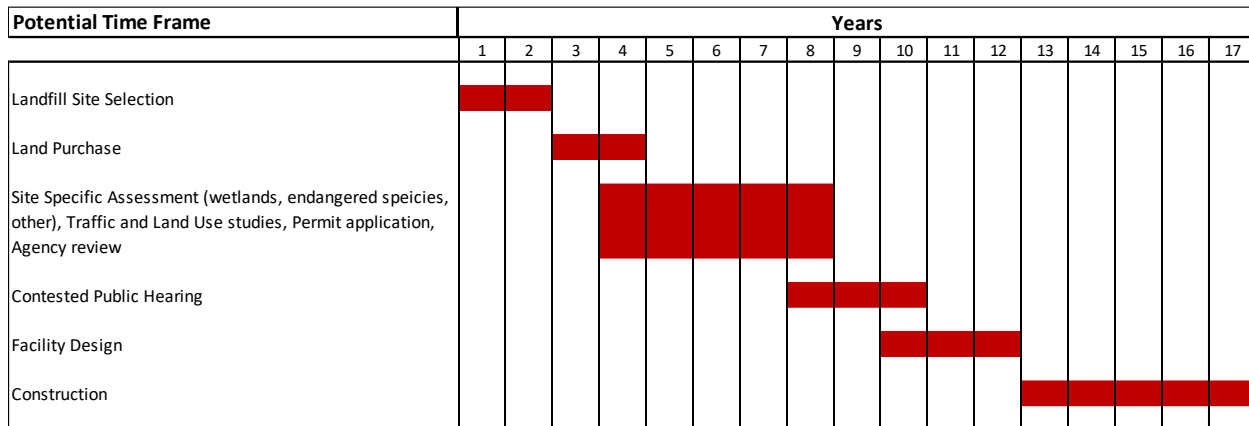 Potential Time Frame Years
1 2 3 4 5 6 7 8 9 10 11 12 13 14 15 16 17
Landfill Site Selection
Land Purchase
Site Specific Assessment (wetlands, endangered speicies,
other), Traffic and Land Use studies, Permit application,
Agency review
Contested Public Hearing
Facility Design
Construction